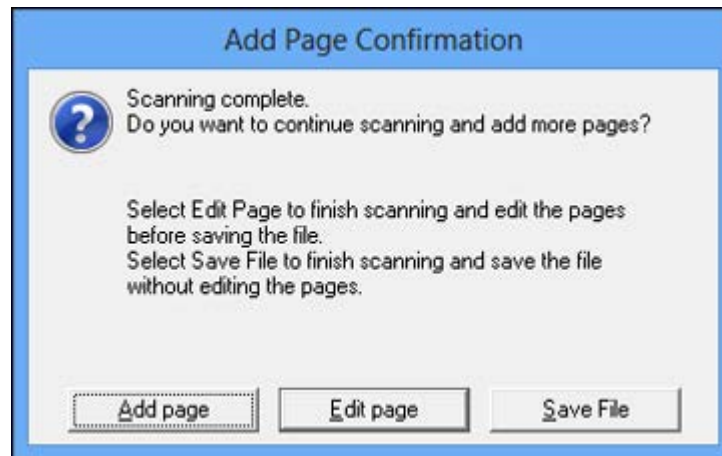 Add Page Confirmation
Scanning complete.
Do you want to continue scanning and add more pages?
Select Edit Page to finish scanning and edit the pages
before saving the file.
Select Save File to finish scanning and save the file
without editing the pages.
Add page
Edit page
Save File